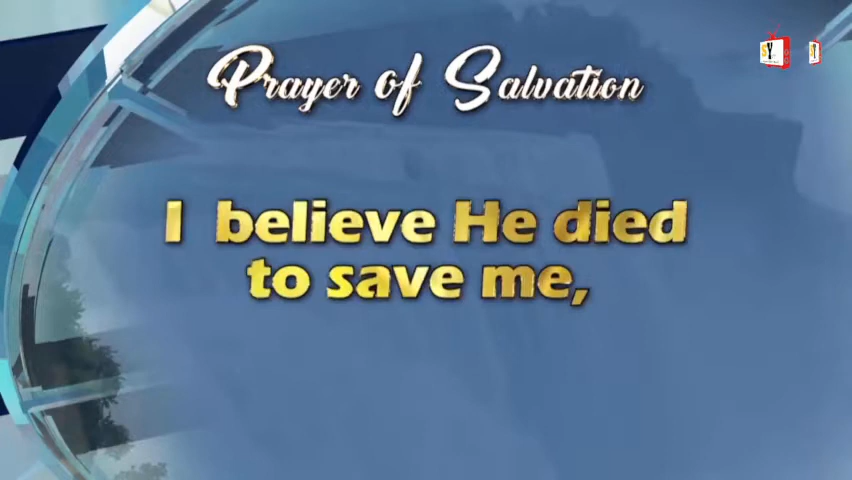 Prayer of Salvation
I believe He died
to save me,